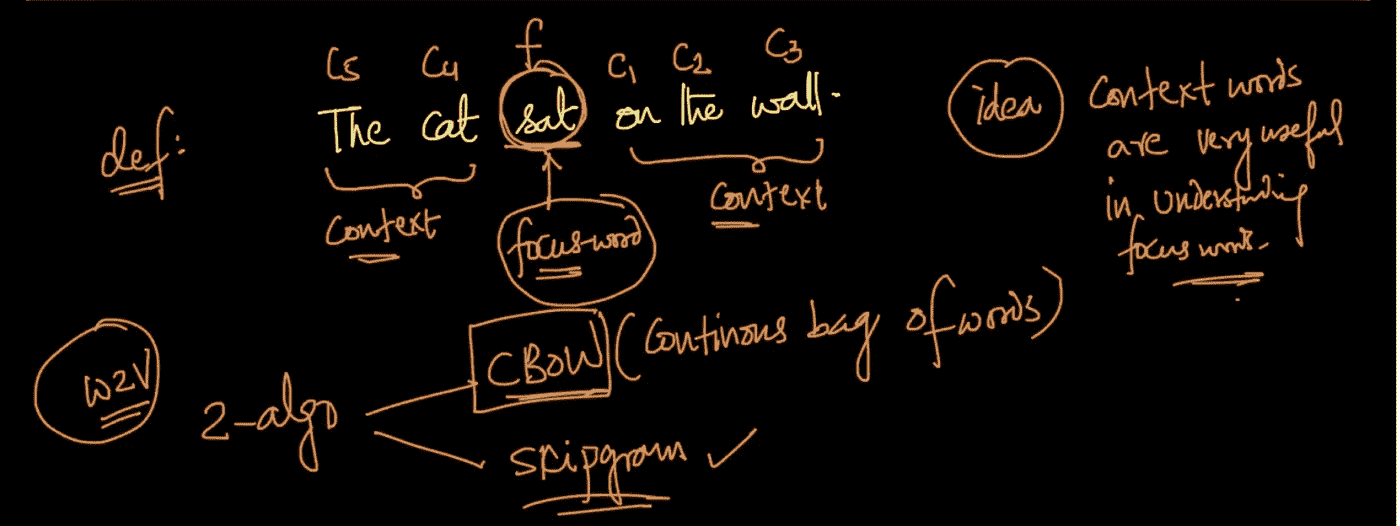 f
C5 C4 C1 C2 C3
The cat sat on the wall.
def:
Context
focus-word
Context
idea
Context words
are very useful
in understanding
focus words.
W2V
2-algo
CBOW (Continous bag of words)
skipgram ✓